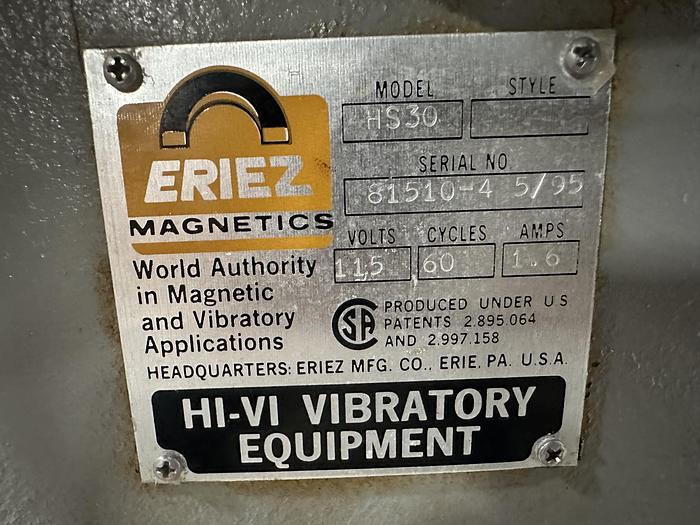 ERIEZ
MAGNETICS
World Authority
in Magnetic
and Vibratory
Applications
MODEL STYLE
HS30
SERIAL NO
81510-4 5/95
VOLTS CYCLES AMPS
115 60 1.6
SA PRODUCED UNDER U S
PATENTS 2.895.064
AND 2.997.158
HEADQUARTERS: ERIEZ MFG. CO., ERIE, PA. U.S.A.
HI-VI VIBRATORY
EQUIPMENT